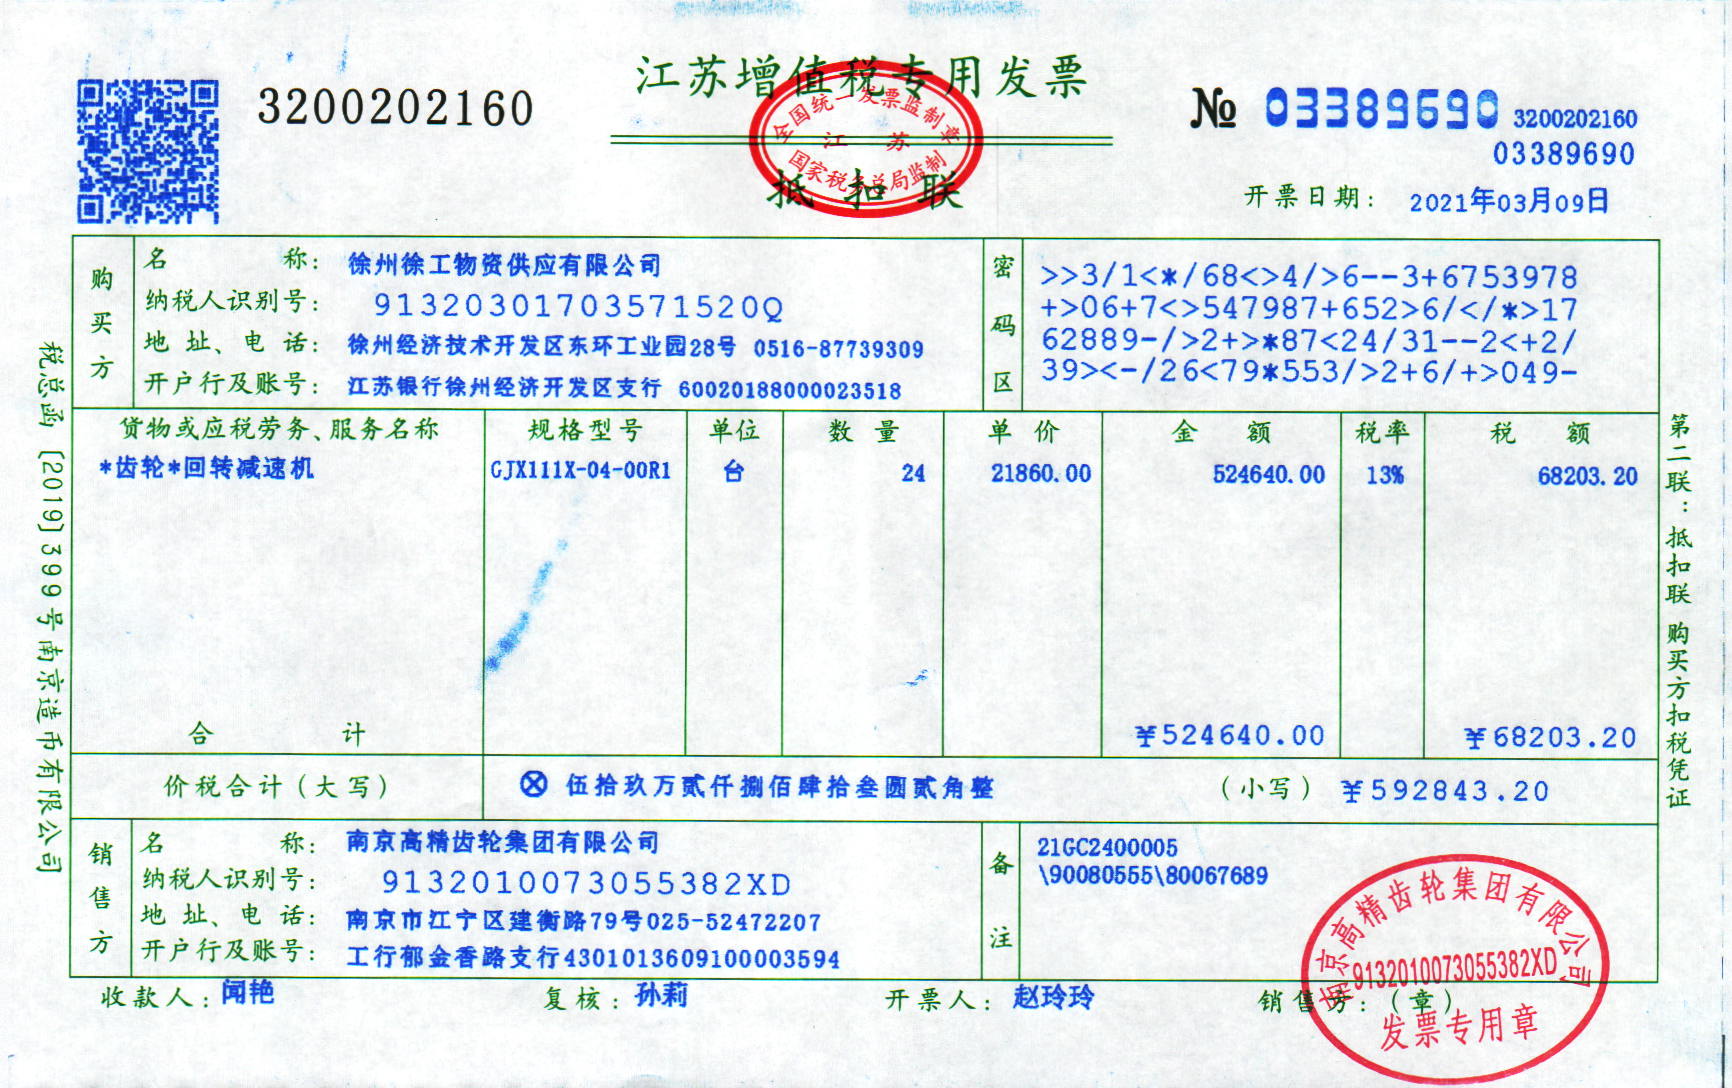 江苏增值税专用发票
3200202160
全国统一发票监制章
江 苏
国家税务总局监制
№ 03389690 3200202160
03389690
抵 扣 联
开票日期： 2021年03月09日
购买方
名 称： 徐州徐工物资供应有限公司
纳税人识别号： 91320301703571520Q
地 址、电 话： 徐州经济技术开发区东环工业园28号 0516-87739309
开户行及账号： 江苏银行徐州经济开发区支行 60020188000023518
密码区
>>3/1<*/68<>4/>6--3+6753978
+>06+7<>547987+652>6/</*>17
62889-/>2+>*87<24/31--2<+2/
39><-/26<79*553/>2+6/+>049-
货物或应税劳务、服务名称 规格型号 单位 数 量 单 价 金 额 税率 税 额
*齿轮*回转减速机 GJX111X-04-00R1 台 24 21860.00 524640.00 13% 68203.20
合 计 ￥524640.00 ￥68203.20
价税合计（大写） ⊗ 伍拾玖万贰仟捌佰肆拾叁圆贰角整 （小写） ￥592843.20
销售方
名 称： 南京高精齿轮集团有限公司
纳税人识别号： 9132010073055382XD
地 址、电 话： 南京市江宁区建衡路79号025-52472207
开户行及账号： 工行郁金香路支行4301013609100003594
备注
21GC2400005
\90080555\80067689
收款人：闻艳 复核：孙莉 开票人：赵玲玲 销售方：（章）
南京高精齿轮集团有限公司
9132010073055382XD
发票专用章
税总函［2019］399号南京造币有限公司
第二联：抵扣联 购买方扣税凭证